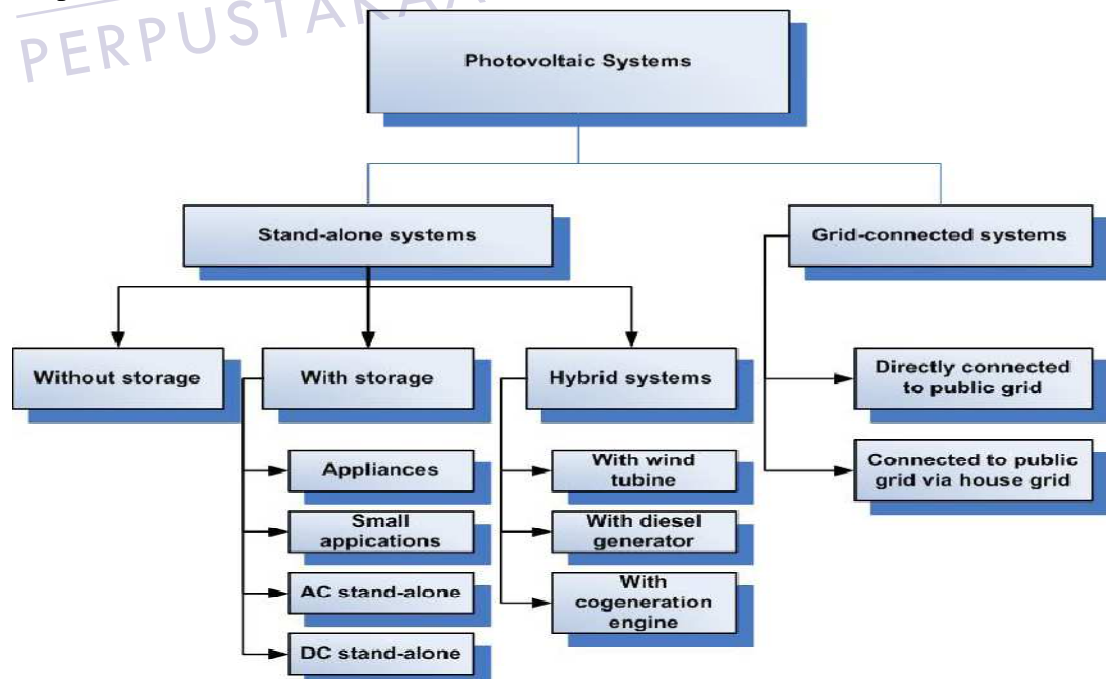 PERPUSTAKAA
Photovoltaic Systems
Stand-alone systems
Grid-connected systems
Without storage
With storage
Hybrid systems
Directly connected
to public grid
Connected to public
grid via house grid
Appliances
Small
appications
AC stand-alone
DC stand-alone
With wind
tubine
With diesel
generator
With
cogeneration
engine